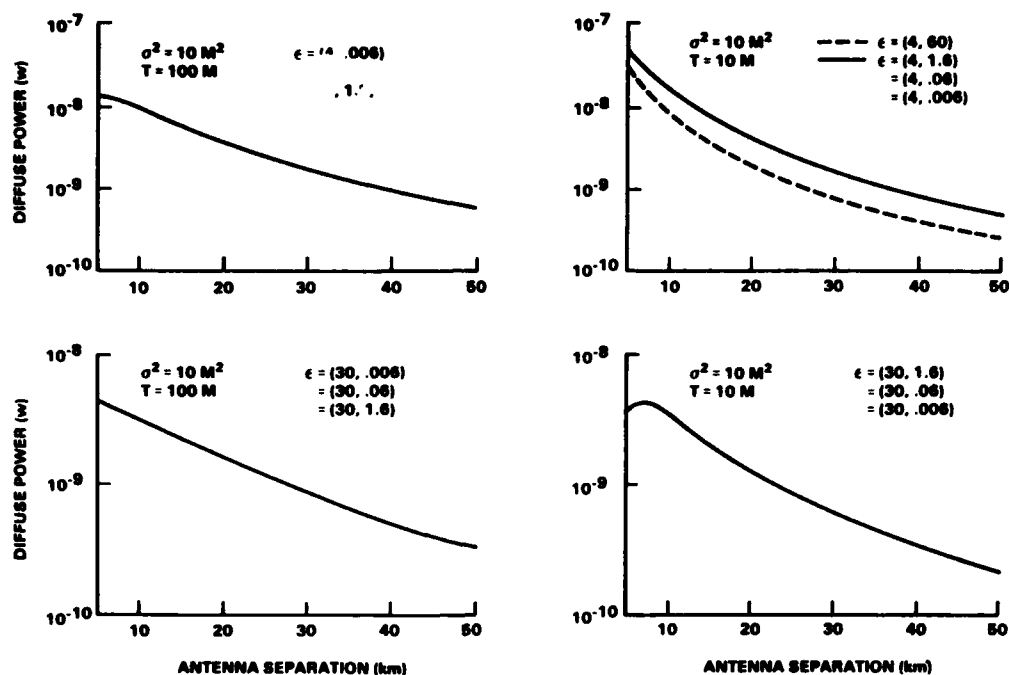 10-7
10-8
10-9
10-10
DIFFUSE POWER (w)
σ² = 10 M²
T = 100 M
ϵ = .006)
10
20
30
40
50
10-7
10-8
10-9
10-10
σ² = 10 M²
T = 10 M
ϵ = (4, 60)
ϵ = (4, 1.6)
= (4, .06)
= (4, .006)
10
20
30
40
50
10-8
10-9
10-10
DIFFUSE POWER (w)
σ² = 10 M²
T = 100 M
ϵ = (30, .006)
= (30, .06)
= (30, 1.6)
10
20
30
40
50
ANTENNA SEPARATION (km)
10-8
10-9
10-10
σ² = 10 M²
T = 10 M
ϵ = (30, 1.6)
= (30, .06)
= (30, .006)
10
20
30
40
50
ANTENNA SEPARATION (km)